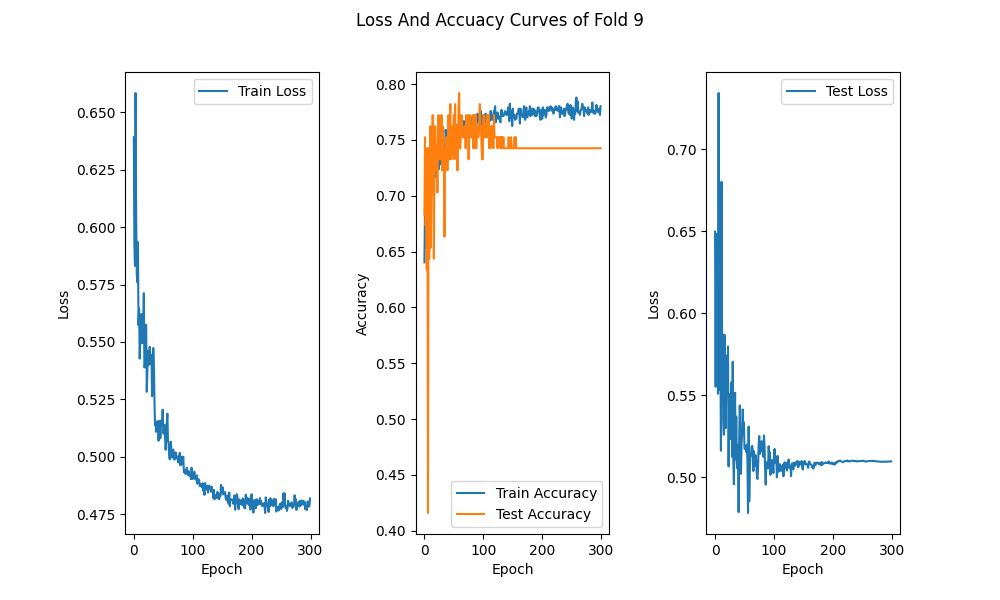 Loss And Accuacy Curves of Fold 9
Train Loss
0.650
0.625
0.600
0.575
0.550
0.525
0.500
0.475
Loss
0 100 200 300
Epoch
0.80
0.75
0.70
0.65
0.60
0.55
0.50
0.45
0.40
Accuracy
Train Accuracy
Test Accuracy
0 100 200 300
Epoch
Test Loss
0.70
0.65
0.60
0.55
0.50
Loss
0 100 200 300
Epoch